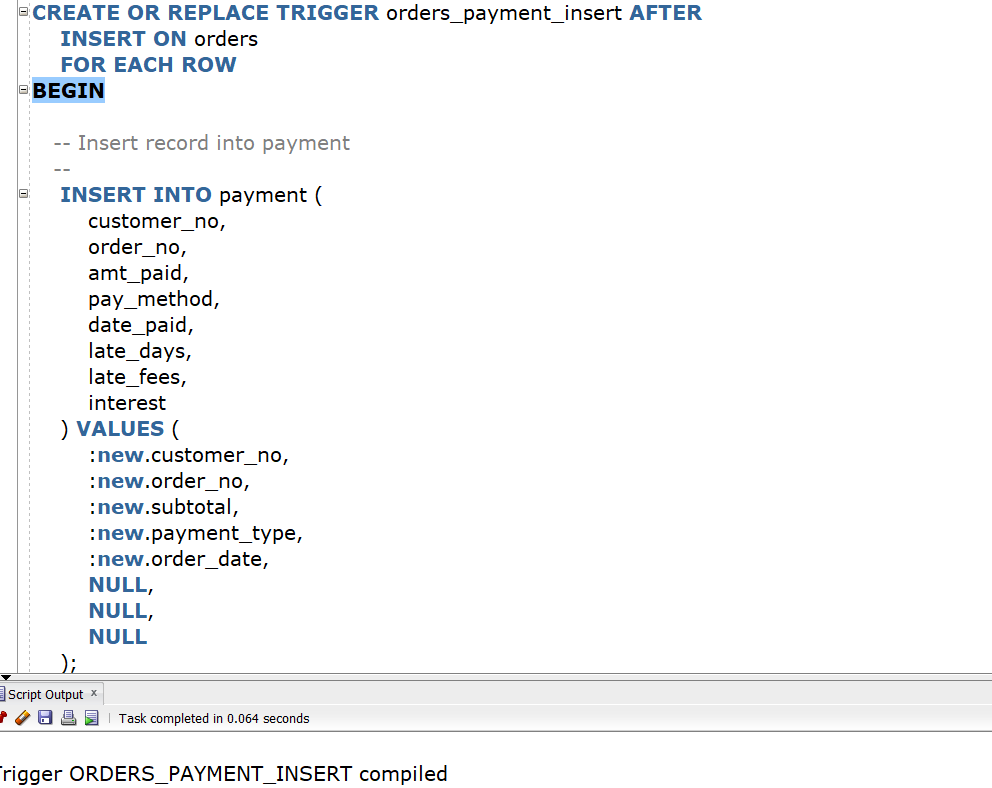 CREATE OR REPLACE TRIGGER orders_payment_insert AFTER
INSERT ON orders
FOR EACH ROW
BEGIN
-- Insert record into payment
--
INSERT INTO payment (
customer_no,
order_no,
amt_paid,
pay_method,
date_paid,
late_days,
late_fees,
interest
) VALUES (
:new.customer_no,
:new.order_no,
:new.subtotal,
:new.payment_type,
:new.order_date,
NULL,
NULL,
NULL
);
Script Output x
Task completed in 0.064 seconds
Trigger ORDERS_PAYMENT_INSERT compiled